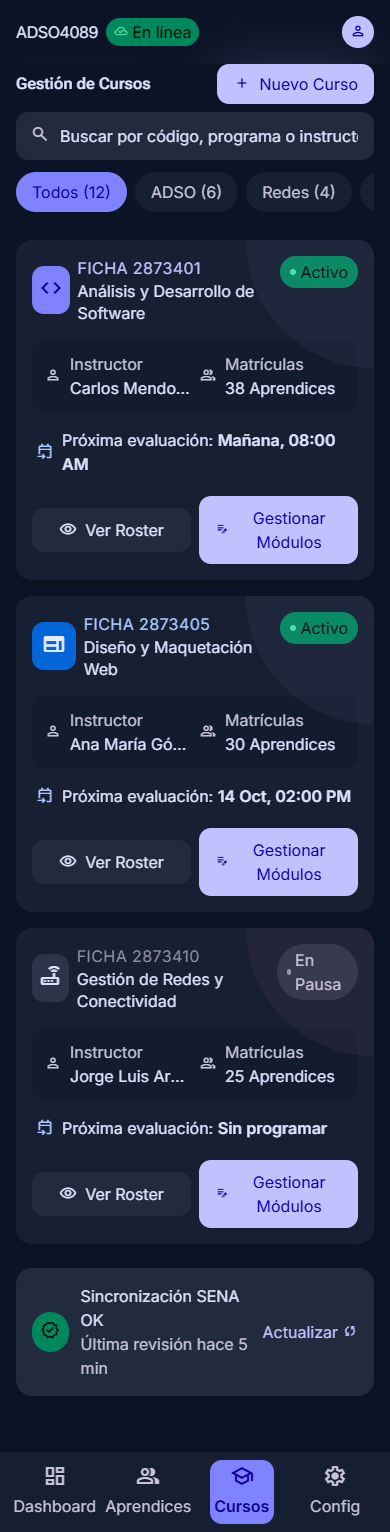 ADSO4089 En línea
Gestión de Cursos
Nuevo Curso
Buscar por código, programa o instructo
Todos (12) ADSO (6) Redes (4)
FICHA 2873401
Activo
Análisis y Desarrollo de
Software
Instructor
Carlos Mendo...
Matrículas
38 Aprendices
Próxima evaluación: Mañana, 08:00
AM
Ver Roster
Gestionar
Módulos
FICHA 2873405
Activo
Diseño y Maquetación
Web
Instructor
Ana María Gó...
Matrículas
30 Aprendices
Próxima evaluación: 14 Oct, 02:00 PM
Ver Roster
Gestionar
Módulos
FICHA 2873410
En
Pausa
Gestión de Redes y
Conectividad
Instructor
Jorge Luis Ar...
Matrículas
25 Aprendices
Próxima evaluación: Sin programar
Ver Roster
Gestionar
Módulos
Sincronización SENA
OK
Última revisión hace 5
min
Actualizar
Dashboard Aprendices Cursos Config